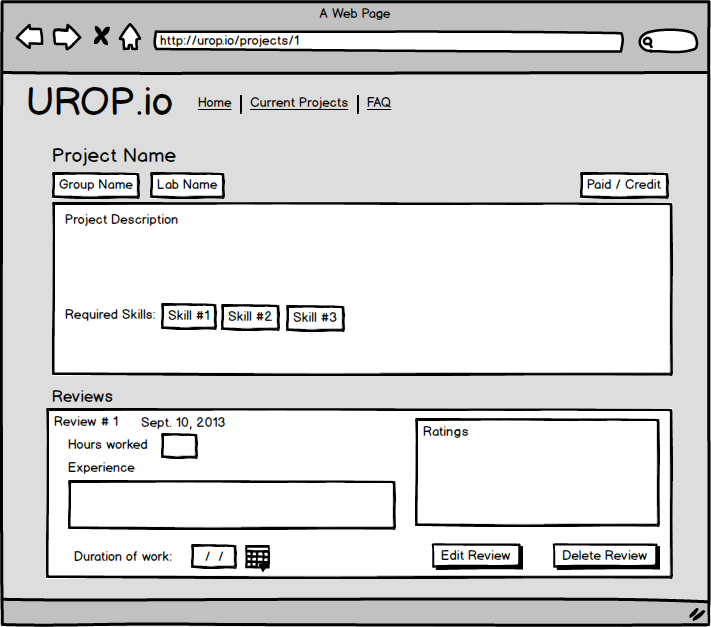 A Web Page
http://urop.io/projects/1
UROP.io Home Current Projects FAQ
Project Name
Group Name Lab Name Paid / Credit
Project Description
Required Skills: Skill #1 Skill #2 Skill #3
Reviews
Review # 1 Sept. 10, 2013
Ratings
Hours worked
Experience
Duration of work: / /
Edit Review Delete Review